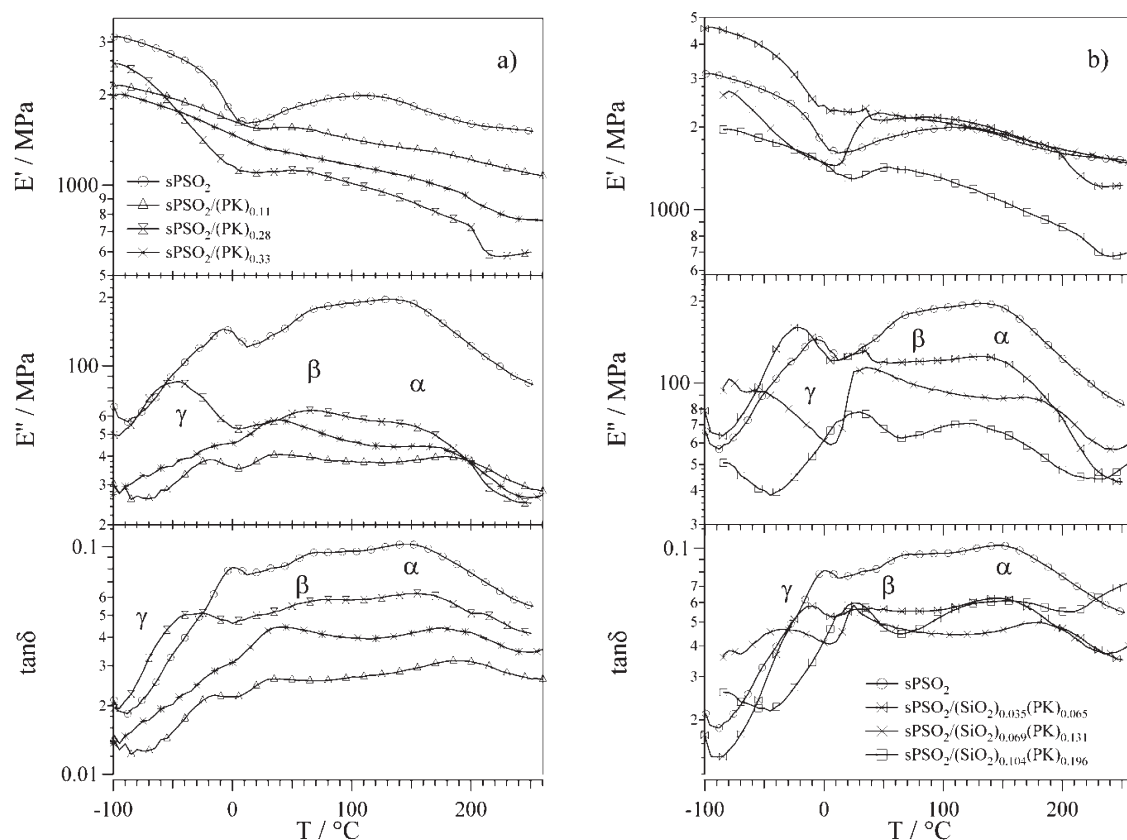 a)
E' / MPa
3
2
1000
8
7
6
5
sPSO₂
sPSO₂/(PK)₀.₁₁
sPSO₂/(PK)₀.₂₈
sPSO₂/(PK)₀.₃₃
E'' / MPa
2
100
8
6
5
4
3
2
γ
β
α
tanδ
0.1
6
5
4
3
2
0.01
γ
β
α
-100
0
100
200
T / °C
b)
E' / MPa
5
4
3
2
1000
8
7
6
5
E'' / MPa
2
100
8
7
6
5
4
3
γ
β
α
tanδ
0.1
6
5
4
3
2
γ
β
α
sPSO₂
sPSO₂/(SiO₂)₀.₀₃₅(PK)₀.₀₆₅
sPSO₂/(SiO₂)₀.₀₆₉(PK)₀.₁₃₁
sPSO₂/(SiO₂)₀.₁₀₄(PK)₀.₁₉₆
-100
0
100
200
T / °C